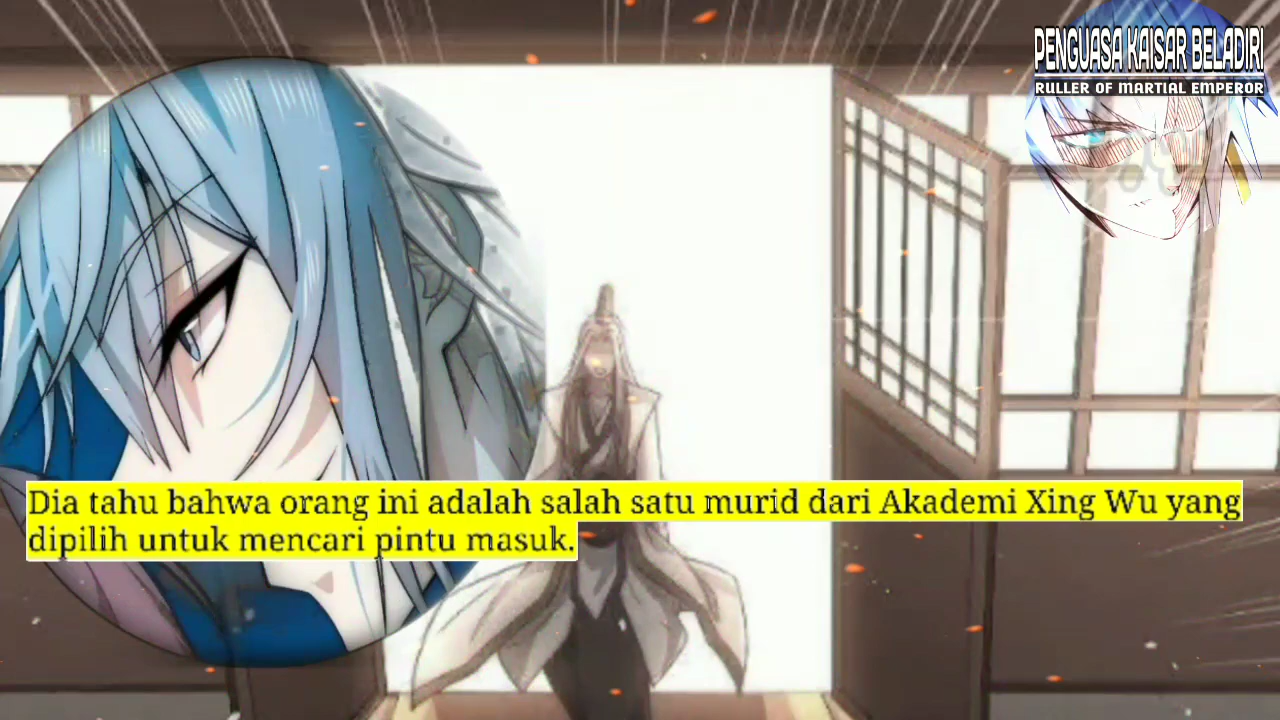 PENGUASA KAISAR BELADIRI
RULLER OF MARTIAL EMPEROR
Dia tahu bahwa orang ini adalah salah satu murid dari Akademi Xing Wu yang
dipilih untuk mencari pintu masuk.